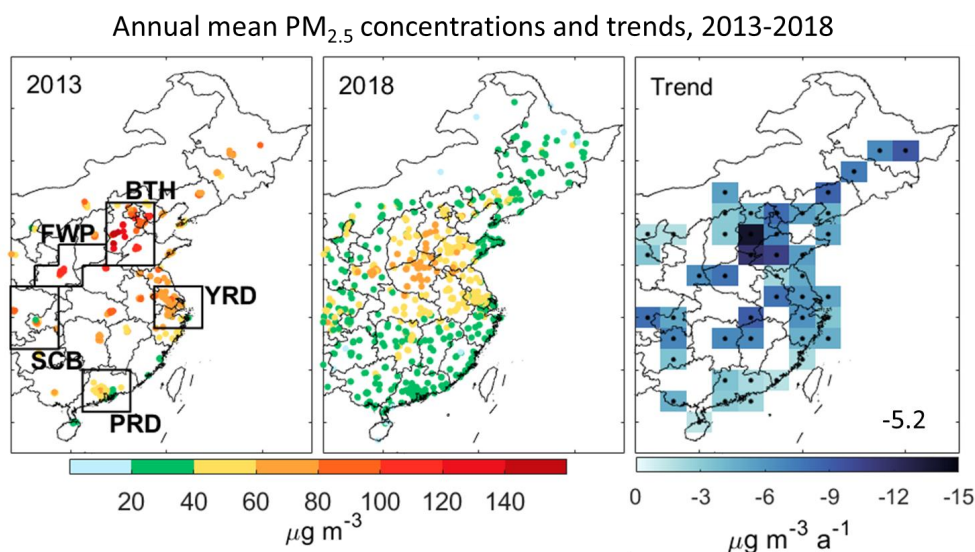 Annual mean PM2.5 concentrations and trends, 2013-2018
2013
BTH
FWP
YRD
SCB
PRD
2018
Trend
-5.2
20 40 60 80 100 120 140
μg m-3
0 -3 -6 -9 -12 -15
μg m-3 a-1